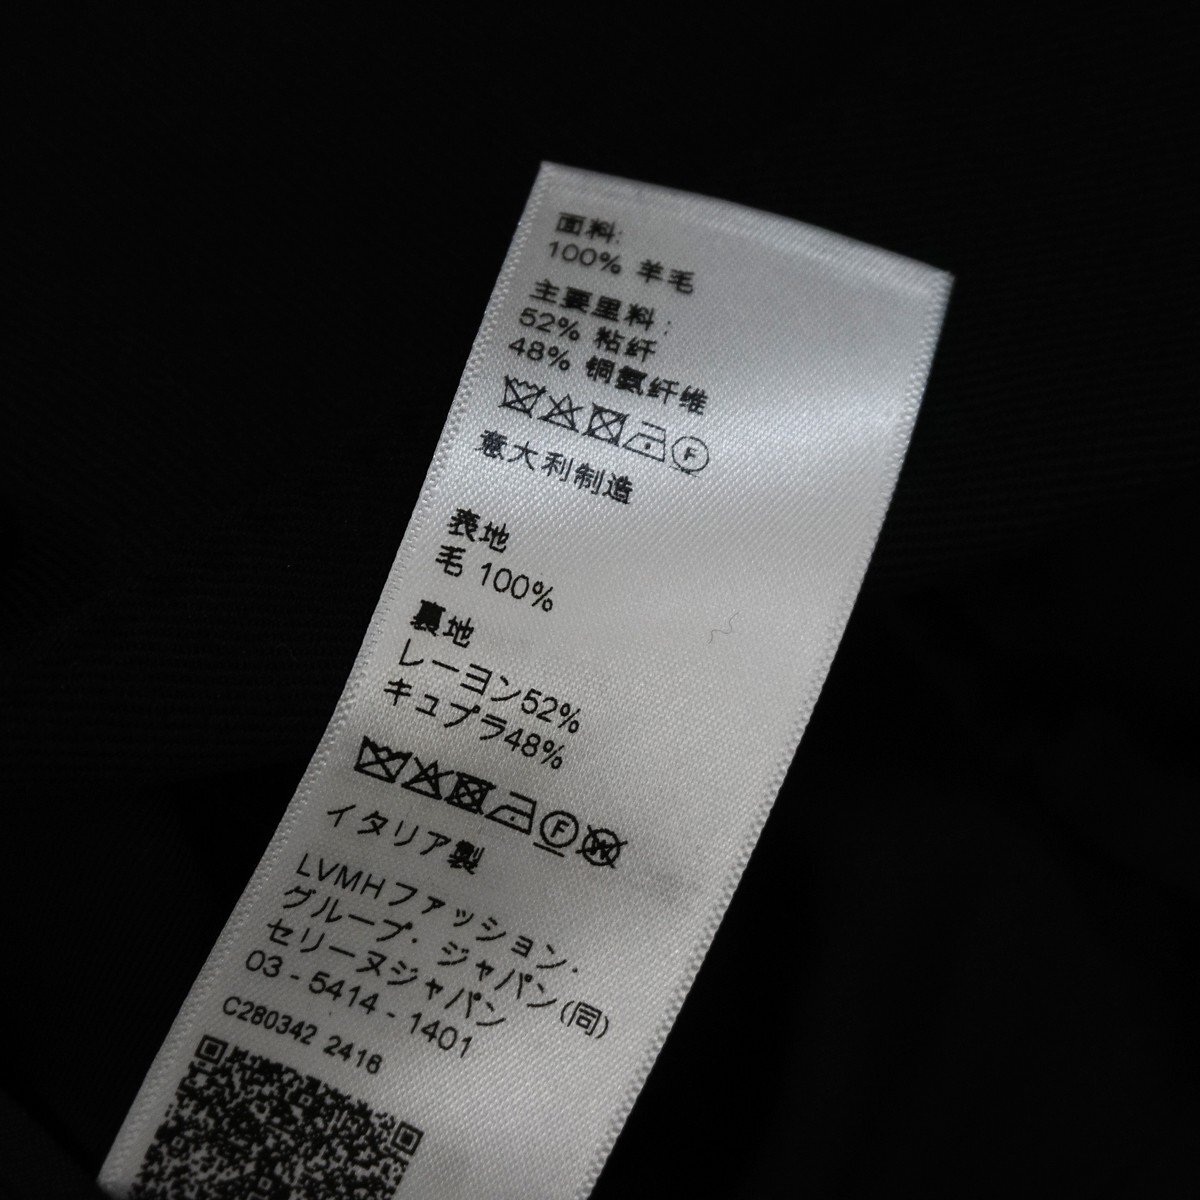 面料:
100% 羊毛
主要里料:
52% 粘纤
48% 铜氨纤维
F
意大利制造
表地
毛 100%
裏地
レーヨン52%
キュプラ48%
F W
イタリア製
LVMHファッション・
グループ・ジャパン(同)
セリーヌジャパン
03-5414-1401
C280342 2418